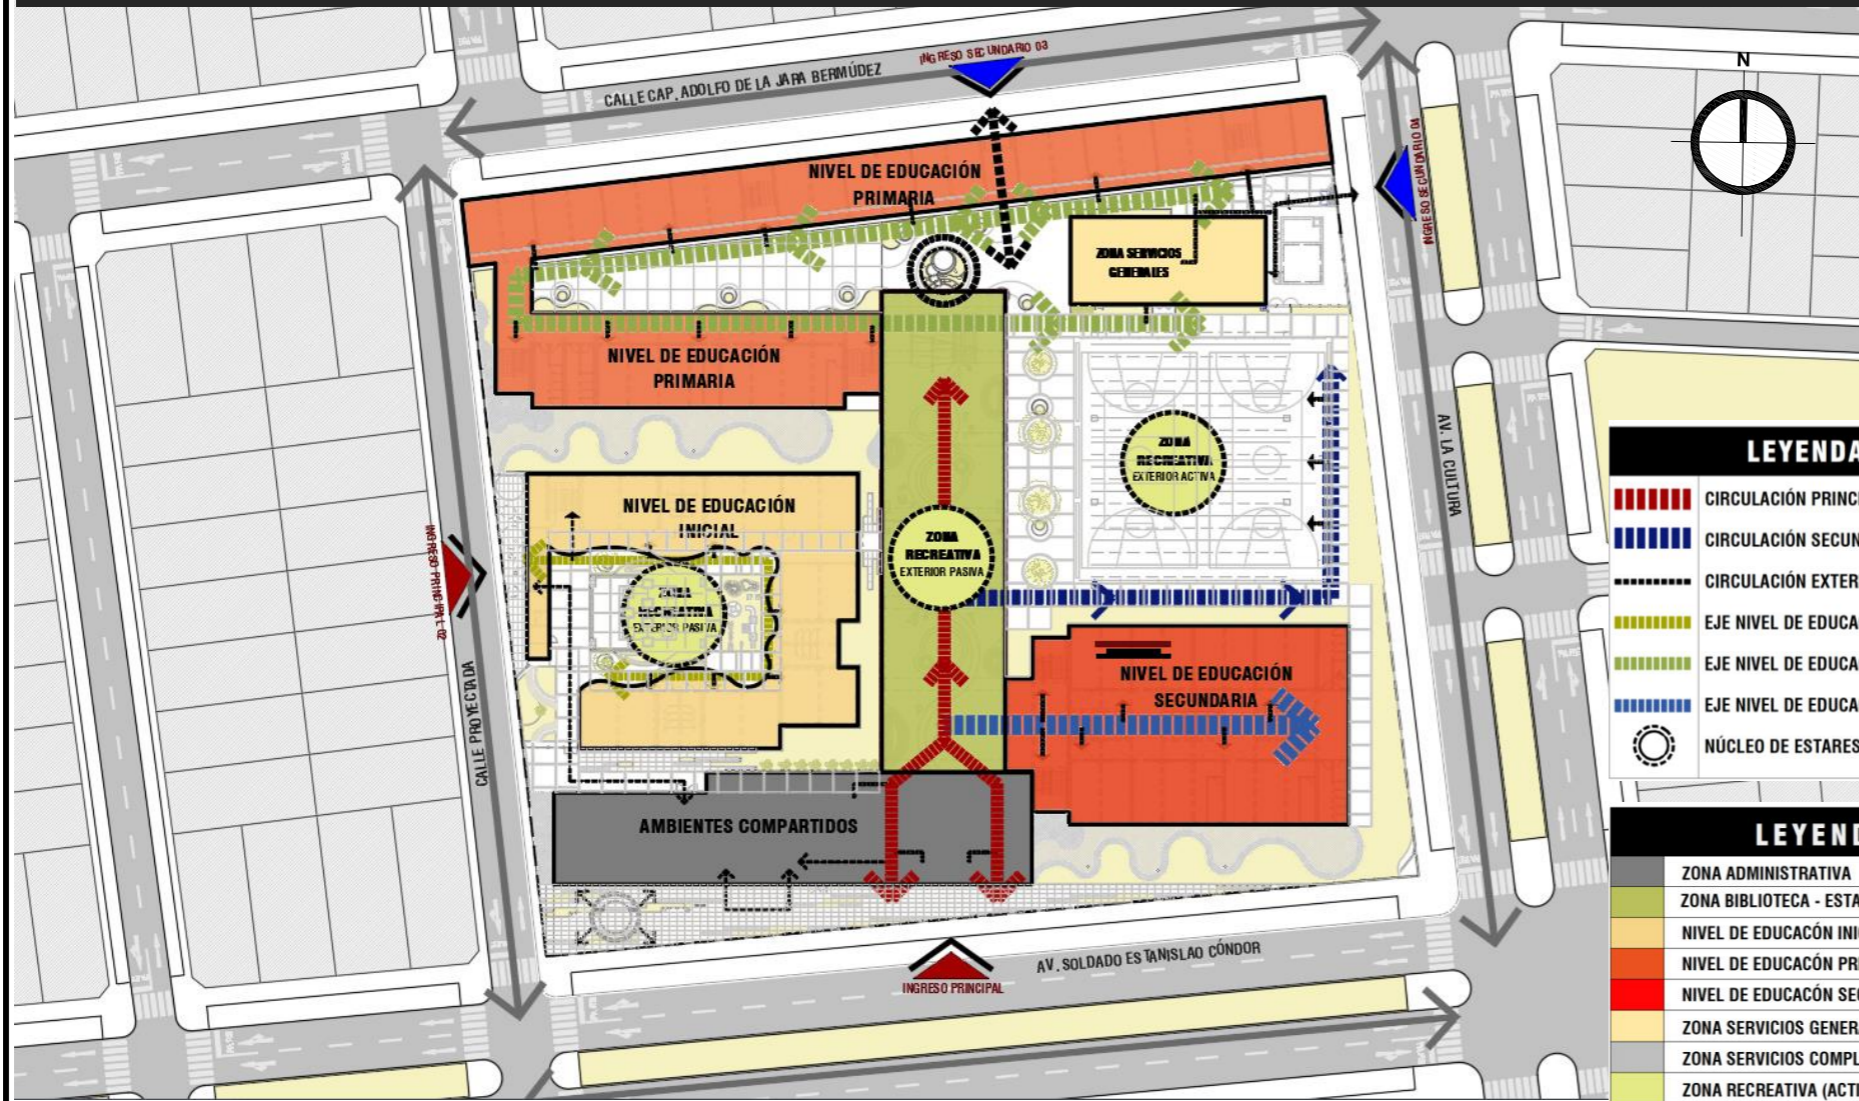 INGRESO SECUNDARIO 03
CALLE CAP. ADOLFO DE LA JARA BERMÚDEZ
N
INGRESO SECUNDARIO 04
NIVEL DE EDUCACIÓN
PRIMARIA
ZONA SERVICIOS
GENERALES
NIVEL DE EDUCACIÓN
PRIMARIA
ZONA
RECREATIVA
EXTERIOR ACTIVA
AV. LA CULTURA
NIVEL DE EDUCACIÓN
INICIAL
ZONA
RECREATIVA
EXTERIOR PASIVA
ZONA
RECREATIVA
EXTERIOR PASIVA
INGRESO PRINCIPAL 02
CALLE PROYECTADA
NIVEL DE EDUCACIÓN
SECUNDARIA
AMBIENTES COMPARTIDOS
AV. SOLDADO ESTANISLAO CÓNDOR
INGRESO PRINCIPAL
LEYENDA
CIRCULACIÓN PRINCI
CIRCULACIÓN SECUN
CIRCULACIÓN EXTER
EJE NIVEL DE EDUCA
EJE NIVEL DE EDUCA
EJE NIVEL DE EDUCA
NÚCLEO DE ESTARES
LEYEND
ZONA ADMINISTRATIVA
ZONA BIBLIOTECA - ESTA
NIVEL DE EDUCACÓN INI
NIVEL DE EDUCACÓN PRI
NIVEL DE EDUCACÓN SE
ZONA SERVICIOS GENER
ZONA SERVICIOS COMPL
ZONA RECREATIVA (ACTI